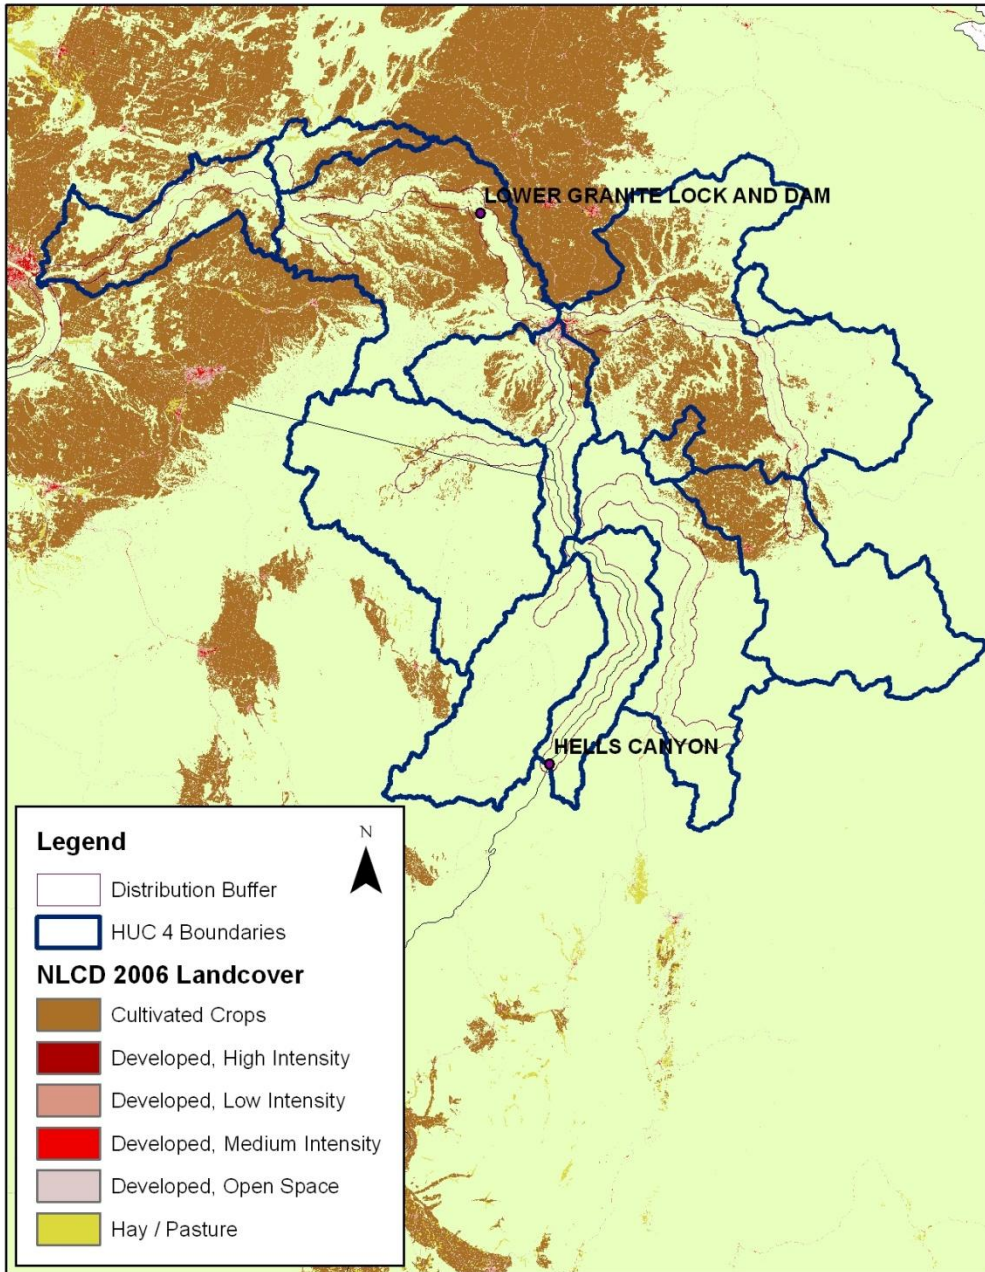 LOWER GRANITE LOCK AND DAM
HELLS CANYON
Legend
N
Distribution Buffer
HUC 4 Boundaries
NLCD 2006 Landcover
Cultivated Crops
Developed, High Intensity
Developed, Low Intensity
Developed, Medium Intensity
Developed, Open Space
Hay / Pasture